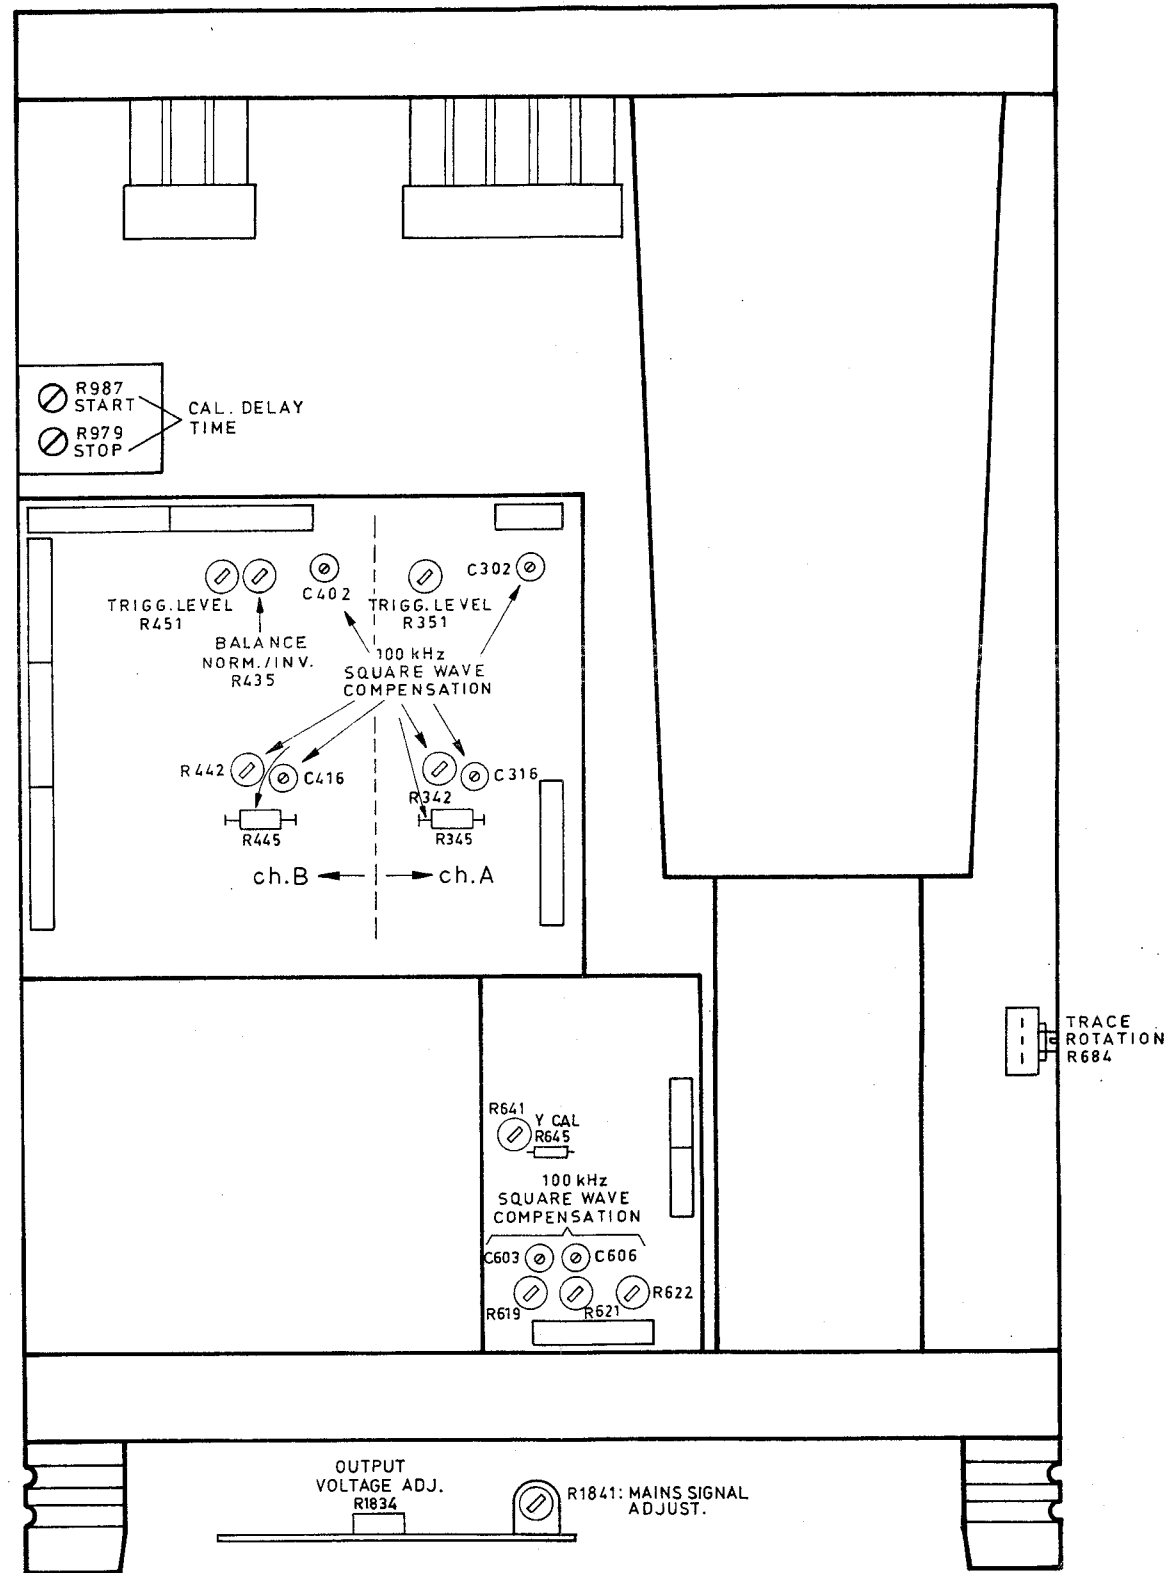 R987
START
R979
STOP
CAL. DELAY
TIME
C402
C302
TRIGG. LEVEL
R451
TRIGG. LEVEL
R351
BALANCE
NORM./INV.
R435
100 kHz
SQUARE WAVE
COMPENSATION
R442
C416
R342
C316
R445
R345
ch.B
ch.A
TRACE
ROTATION
R684
R641
Y CAL
R645
100 kHz
SQUARE WAVE
COMPENSATION
C603
C606
R619
R621
R622
OUTPUT
VOLTAGE ADJ.
R1834
R1841: MAINS SIGNAL
ADJUST.